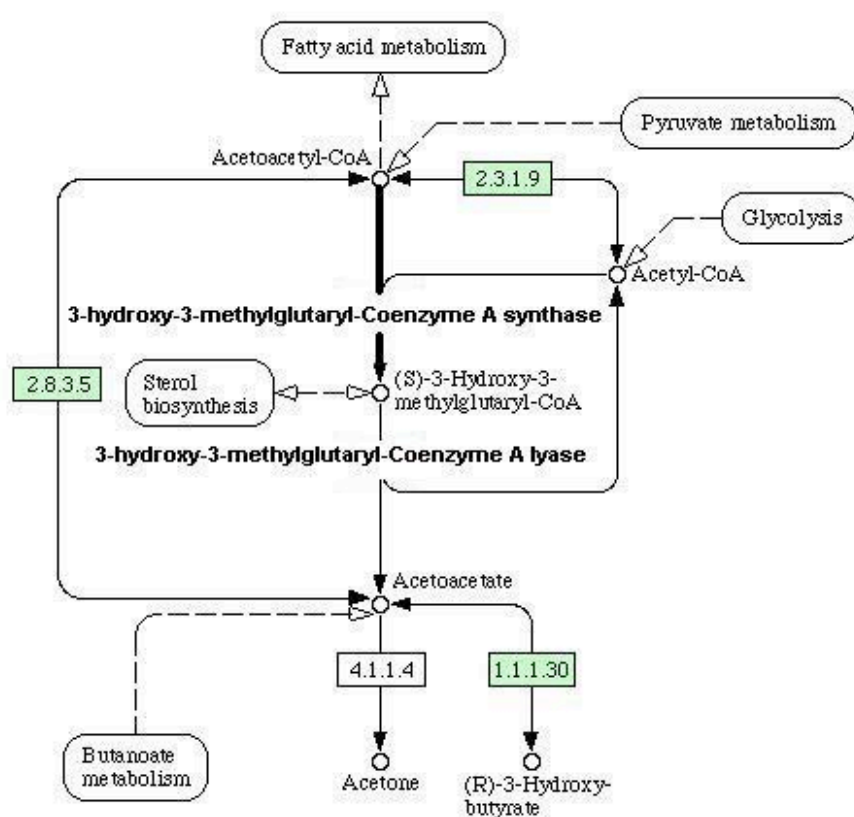 Fatty acid metabolism
Pyruvate metabolism
Acetoacetyl-CoA
2.3.1.9
Glycolysis
Acetyl-CoA
3-hydroxy-3-methylglutaryl-Coenzyme A synthase
2.8.3.5
Sterol
biosynthesis
(S)-3-Hydroxy-3-
methylglutaryl-CoA
3-hydroxy-3-methylglutaryl-Coenzyme A lyase
Acetoacetate
4.1.1.4
1.1.1.30
Butanoate
metabolism
Acetone
(R)-3-Hydroxy-
butyrate